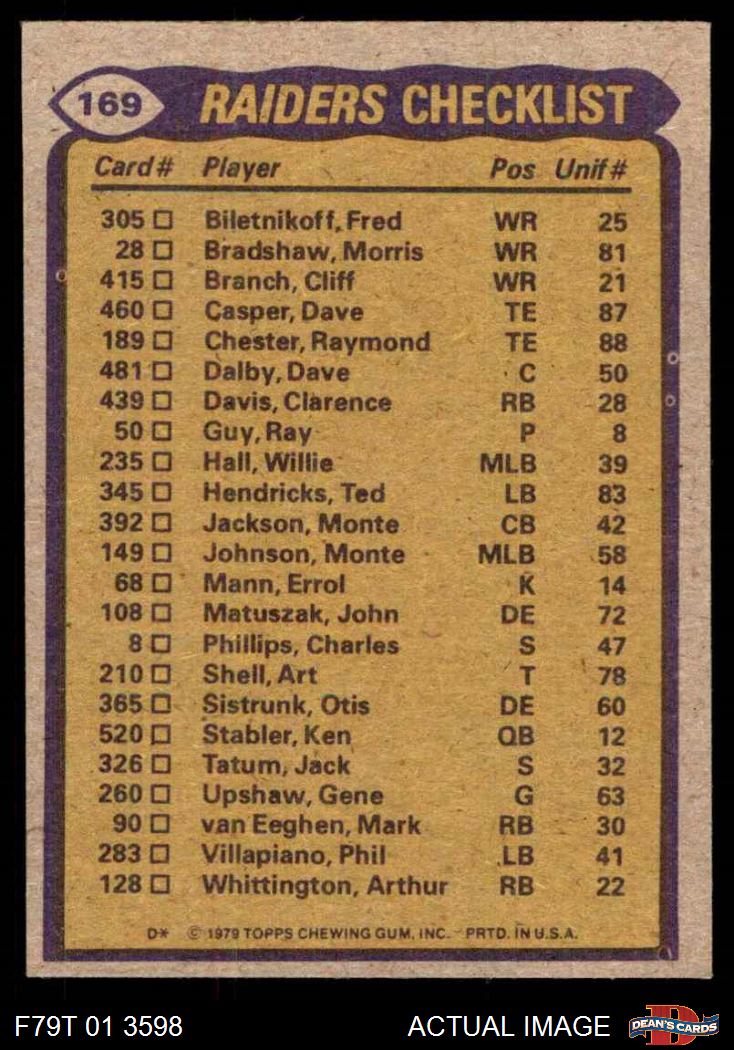 169 RAIDERS CHECKLIST
Card# Player Pos Unif#
305 Biletnikoff, Fred WR 25
28 Bradshaw, Morris WR 81
415 Branch, Cliff WR 21
460 Casper, Dave TE 87
189 Chester, Raymond TE 88
481 Dalby, Dave C 50
439 Davis, Clarence RB 28
50 Guy, Ray P 8
235 Hall, Willie MLB 39
345 Hendricks, Ted LB 83
392 Jackson, Monte CB 42
149 Johnson, Monte MLB 58
68 Mann, Errol K 14
108 Matuszak, John DE 72
8 Phillips, Charles S 47
210 Shell, Art T 78
365 Sistrunk, Otis DE 60
520 Stabler, Ken QB 12
326 Tatum, Jack S 32
260 Upshaw, Gene G 63
90 van Eeghen, Mark RB 30
283 Villapiano, Phil LB 41
128 Whittington, Arthur RB 22
D* © 1979 TOPPS CHEWING GUM, INC. PRTD. IN U.S.A.
F79T 01 3598 ACTUAL IMAGE DEAN'S CARDS